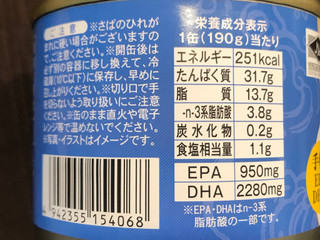 ご注意
※さばのひれが
まれに硬い場合がございますの
で、ご注意ください。※開缶後は
必ず別の容器に移し換えて、冷
蔵庫(10℃以下)に保存し、早めに
召し上がりください。※切り口で手
を切らないよう取り扱いにご注意
ください。※缶のまま直火や電子
レンジ等で温めないでください。
※写真・イラストはイメージです。
4 942355 154068
栄養成分表示
1缶(190g)当たり
エネルギー 251kcal
たんぱく質 31.7g
脂質 13.7g
-n-3系脂肪酸 3.8g
炭水化物 0.2g
食塩相当量 1.1g
EPA 950mg
DHA 2280mg
※EPA・DHAはn-3系
脂肪酸の一部です。